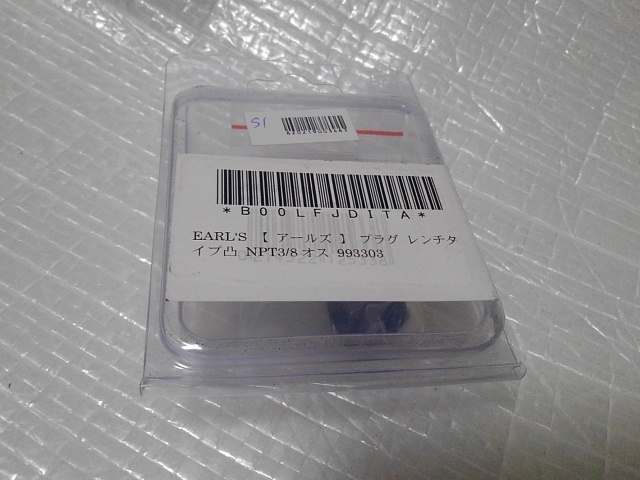 S1
*B00LFJDITA*
EARL'S 【 アールズ 】 プラグ レンチタ
イプ凸 NPT3/8オス 993303